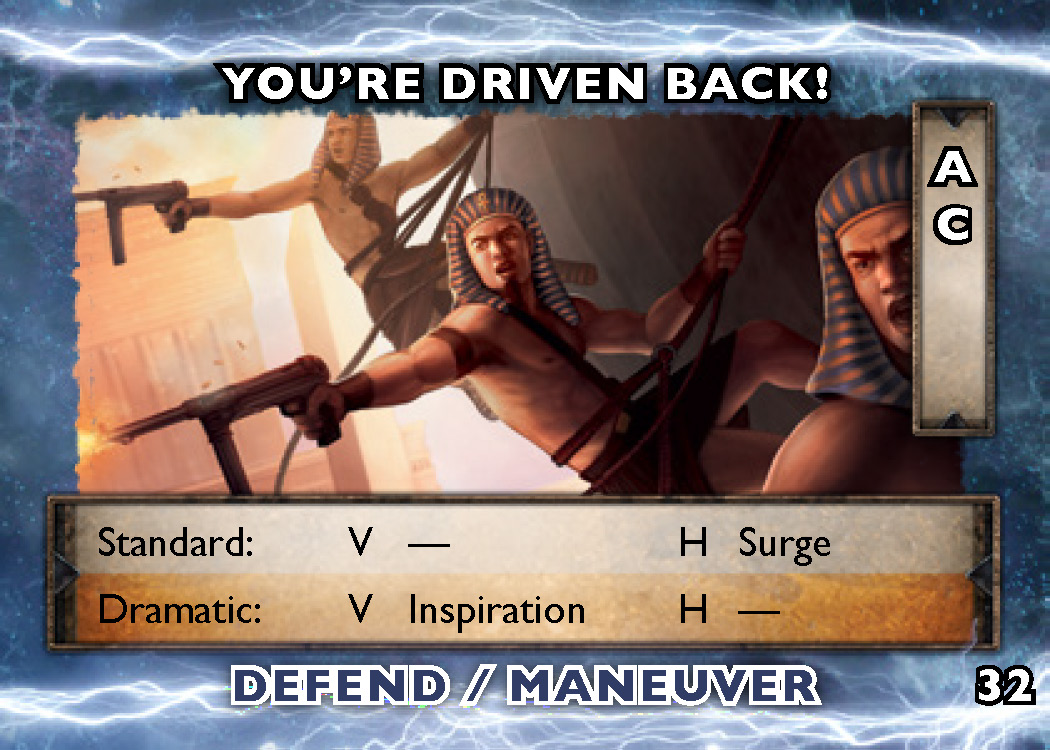 YOU'RE DRIVEN BACK!
A
C
Standard: V — H Surge
Dramatic: V Inspiration H —
DEFEND / MANEUVER
32